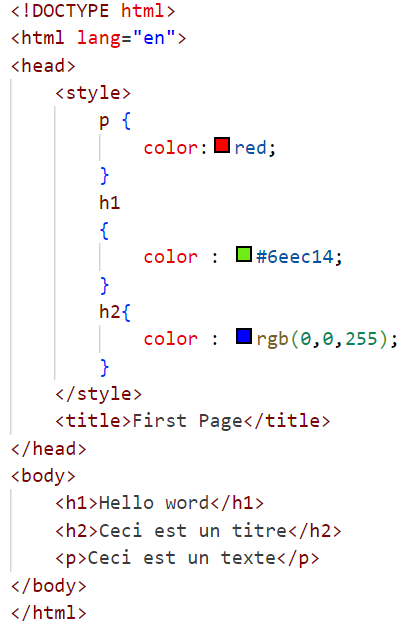 <!DOCTYPE html>
<html lang="en">
<head>
    <style>
        p {
            color: red;
        }
        h1
        {
            color : #6eec14;
        }
        h2{
            color : rgb(0,0,255);
        }
    </style>
    <title>First Page</title>
</head>
<body>
    <h1>Hello word</h1>
    <h2>Ceci est un titre</h2>
    <p>Ceci est un texte</p>
</body>
</html>